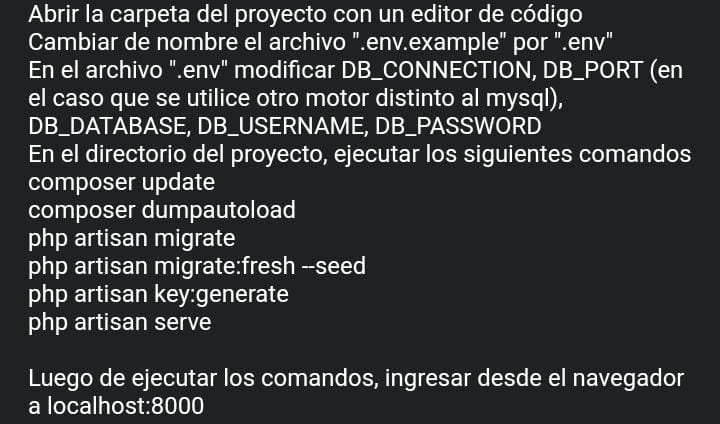 Abrir la carpeta del proyecto con un editor de código
Cambiar de nombre el archivo ".env.example" por ".env"
En el archivo ".env" modificar DB_CONNECTION, DB_PORT (en
el caso que se utilice otro motor distinto al mysql),
DB_DATABASE, DB_USERNAME, DB_PASSWORD
En el directorio del proyecto, ejecutar los siguientes comandos
composer update
composer dumpautoload
php artisan migrate
php artisan migrate:fresh --seed
php artisan key:generate
php artisan serve
Luego de ejecutar los comandos, ingresar desde el navegador
a localhost:8000